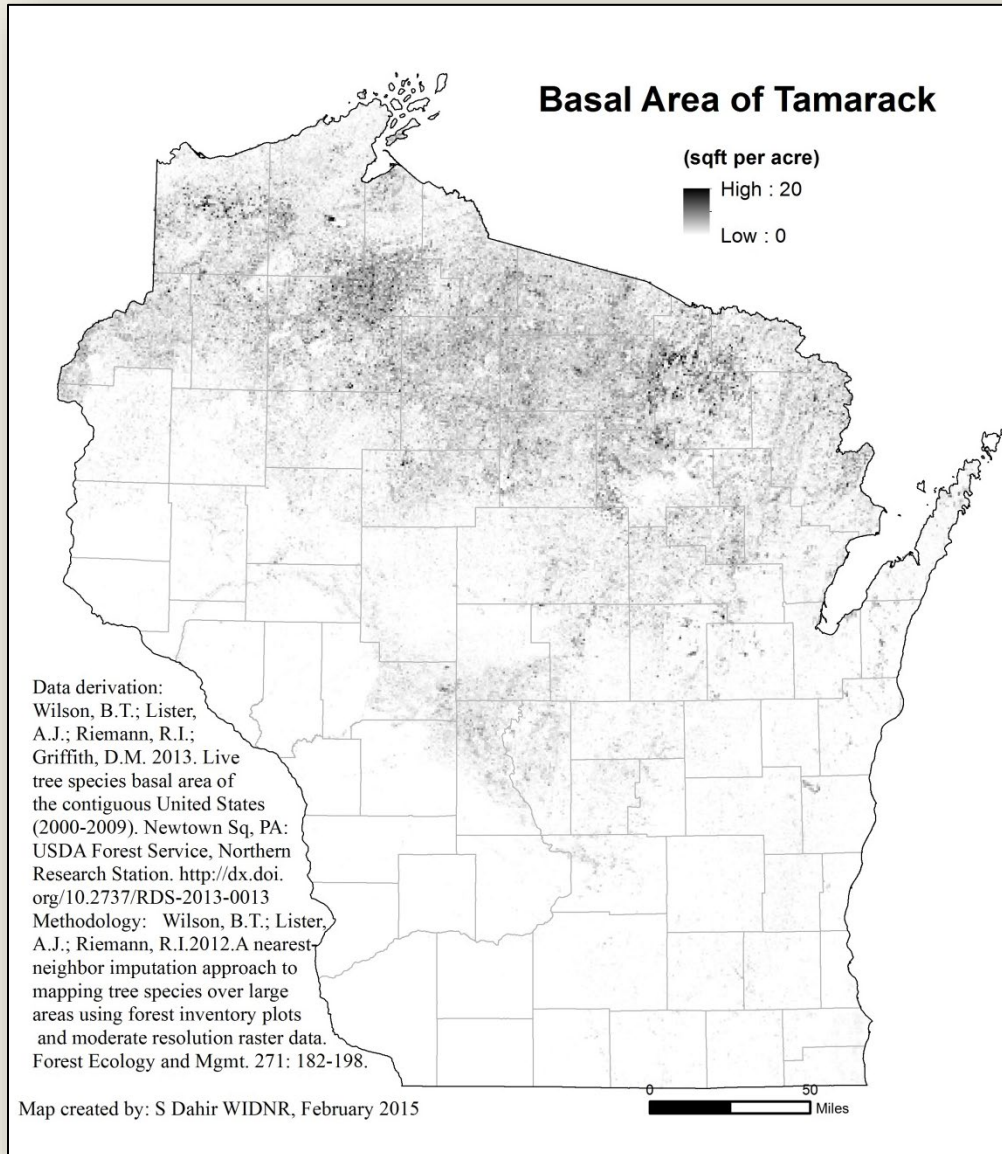 Basal Area of Tamarack
(sqft per acre)
High : 20
Low : 0
Data derivation:
Wilson, B.T.; Lister,
A.J.; Riemann, R.I.;
Griffith, D.M. 2013. Live
tree species basal area of
the contiguous United States
(2000-2009). Newtown Sq, PA:
USDA Forest Service, Northern
Research Station. http://dx.doi.
org/10.2737/RDS-2013-0013
Methodology: Wilson, B.T.; Lister,
A.J.; Riemann, R.I.2012.A nearest-
neighbor imputation approach to
mapping tree species over large
areas using forest inventory plots
and moderate resolution raster data.
Forest Ecology and Mgmt. 271: 182-198.
Map created by: S Dahir WIDNR, February 2015
0 50
Miles